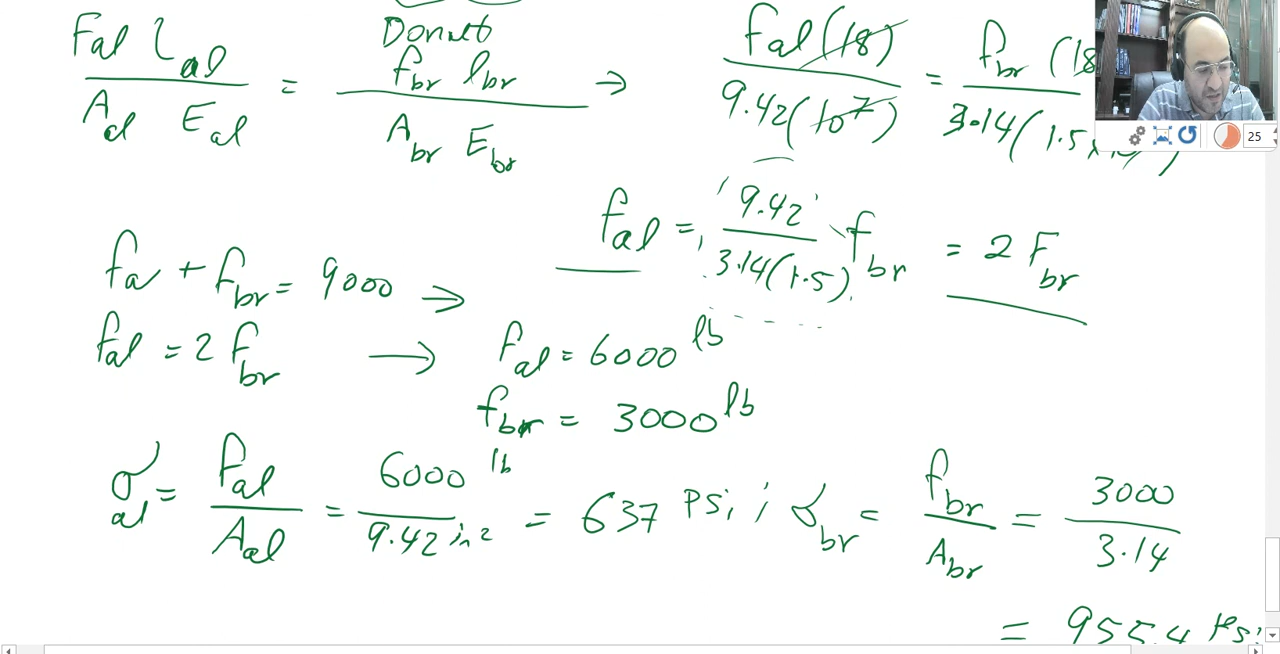 Donut
Fal lal / Aal Eal = fbr lbr / Abr Ebr → fal(18) / 9.42(10^7) = fbr (18 / 3.14(1.5x10
25
fal = 9.42 / 3.14(1.5) fbr = 2 Fbr
fa + fbr = 9000 →
fal = 2 Fbr → fal = 6000 lb
fbr = 3000 lb
σal = Fal / Aal = 6000 lb / 9.42 in2 = 637 Psi ; σbr = fbr / Abr = 3000 / 3.14
= 955.4 Psi